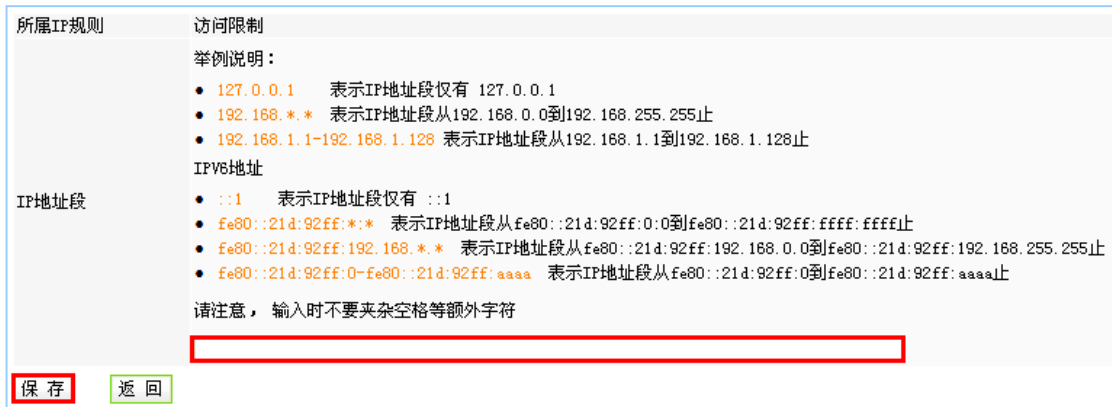 所属IP规则 访问限制
举例说明：
● 127.0.0.1 表示IP地址段仅有 127.0.0.1
● 192.168.*.* 表示IP地址段从192.168.0.0到192.168.255.255止
● 192.168.1.1-192.168.1.128 表示IP地址段从192.168.1.1到192.168.1.128止
IPV6地址
IP地址段
● ::1 表示IP地址段仅有 ::1
● fe80::21d:92ff:*:* 表示IP地址段从fe80::21d:92ff:0:0到fe80::21d:92ff:ffff:ffff止
● fe80::21d:92ff:192.168.*.* 表示IP地址段从fe80::21d:92ff:192.168.0.0到fe80::21d:92ff:192.168.255.255止
● fe80::21d:92ff:0-fe80::21d:92ff:aaaa 表示IP地址段从fe80::21d:92ff:0到fe80::21d:92ff:aaaa止
请注意， 输入时不要夹杂空格等额外字符
保 存 返 回